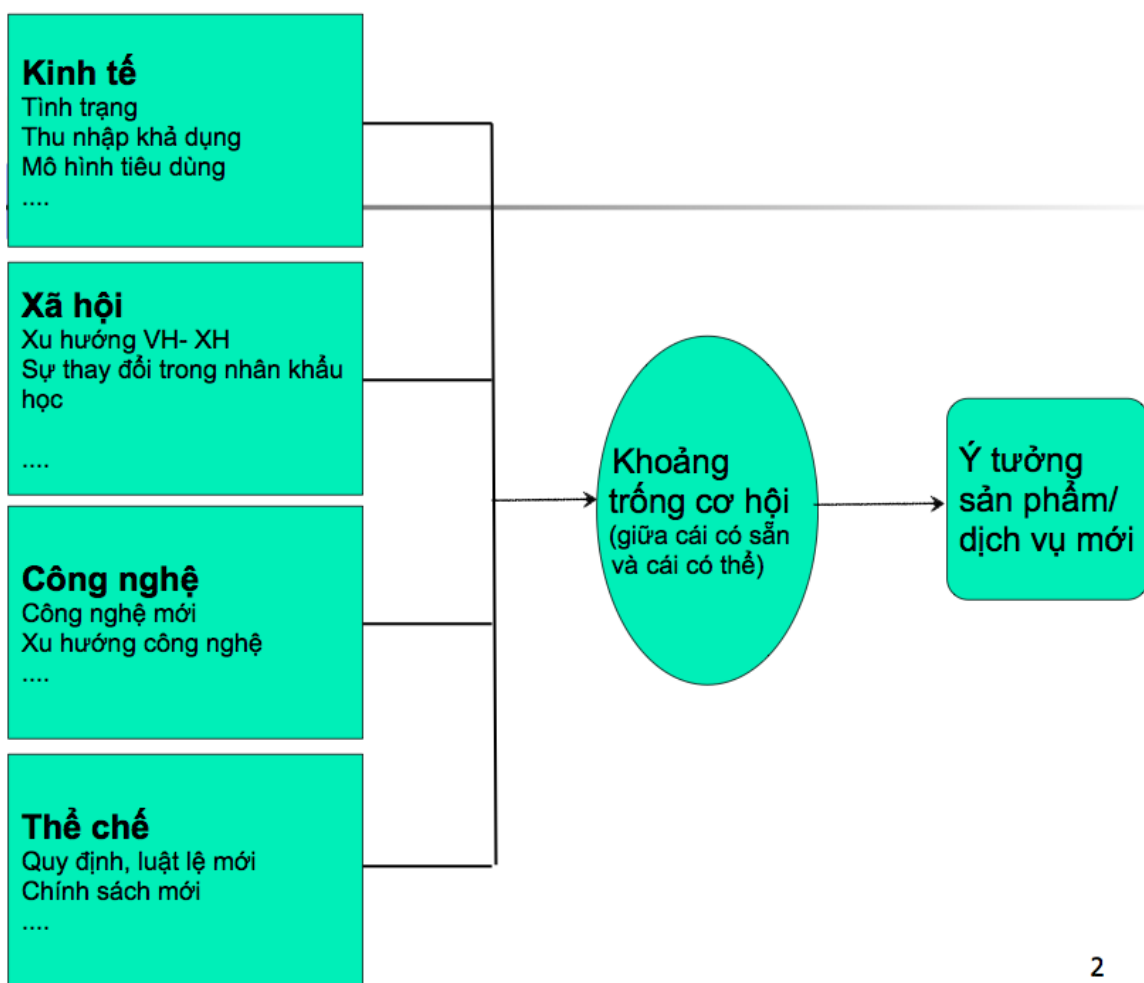 Kinh tế
Tình trạng
Thu nhập khả dụng
Mô hình tiêu dùng
....
Xã hội
Xu hướng VH- XH
Sự thay đổi trong nhân khẩu
học
....
Công nghệ
Công nghệ mới
Xu hướng công nghệ
....
Thể chế
Quy định, luật lệ mới
Chính sách mới
....
Khoảng
trống cơ hội
(giữa cái có sẵn
và cái có thể)
Ý tưởng
sản phẩm/
dịch vụ mới
2